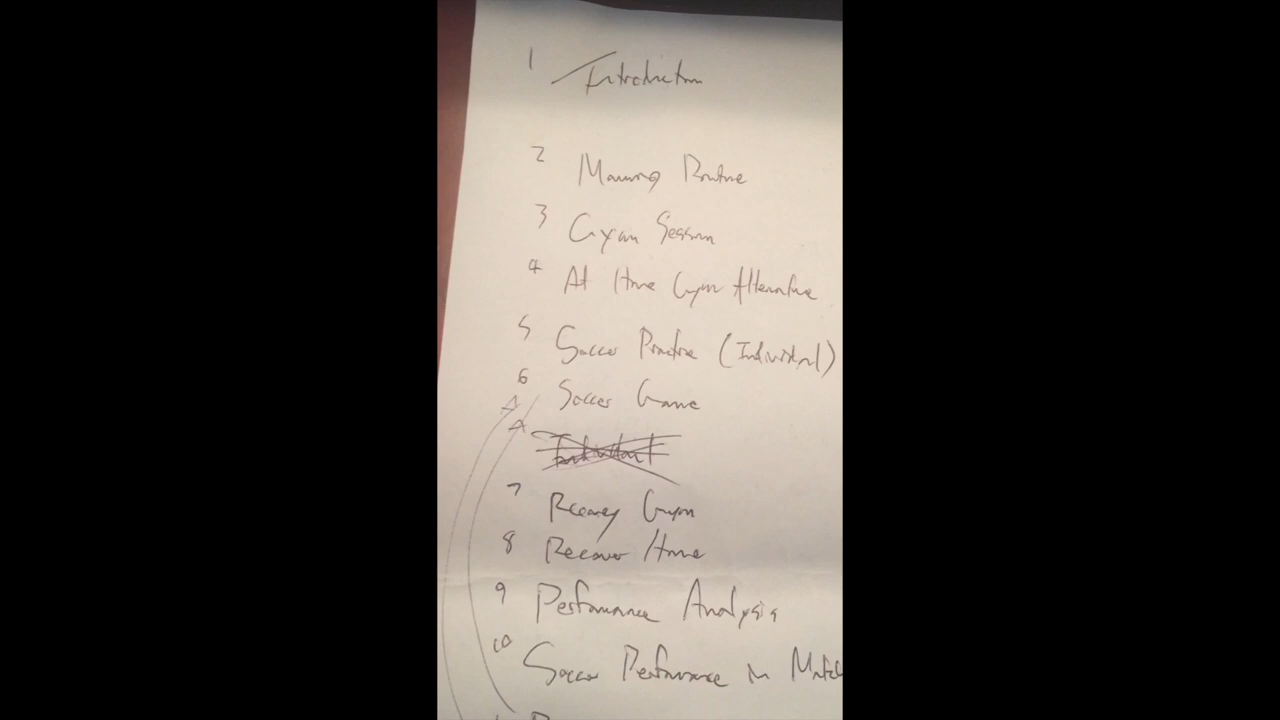 1 Introduction
2 Morning Routine
3 Gym Session
4 At Home Gym Alternative
5 Soccer Practice (Individual)
6 Soccer Game
7 Recovery Gym
8 Recover Home
9 Performance Analysis
10 Soccer Performance in Match